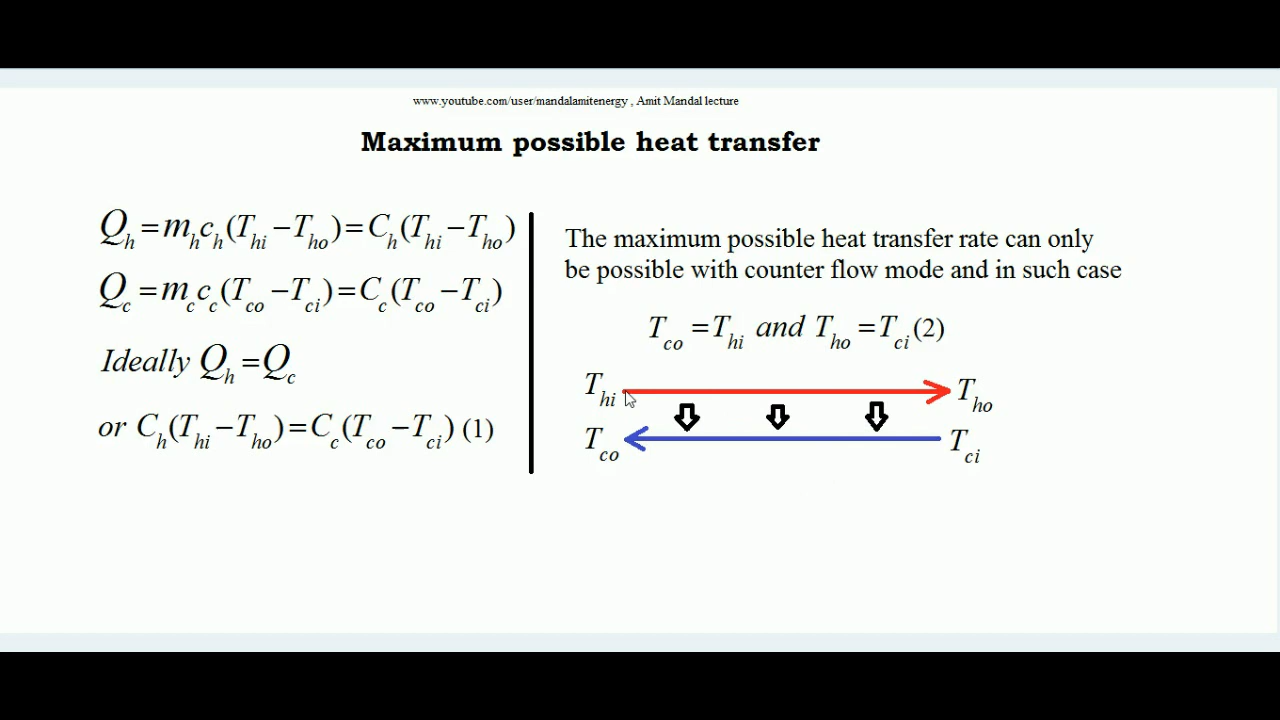 www.youtube.com/user/mandalamitenergy , Amit Mandal lecture
Maximum possible heat transfer
Q_h = m_h c_h (T_hi − T_ho) = C_h (T_hi − T_ho)
Q_c = m_c c_c (T_co − T_ci) = C_c (T_co − T_ci)
Ideally Q_h = Q_c
or C_h (T_hi − T_ho) = C_c (T_co − T_ci) (1)
The maximum possible heat transfer rate can only
be possible with counter flow mode and in such case
T_co = T_hi and T_ho = T_ci (2)
T_hi T_ho
T_co T_ci